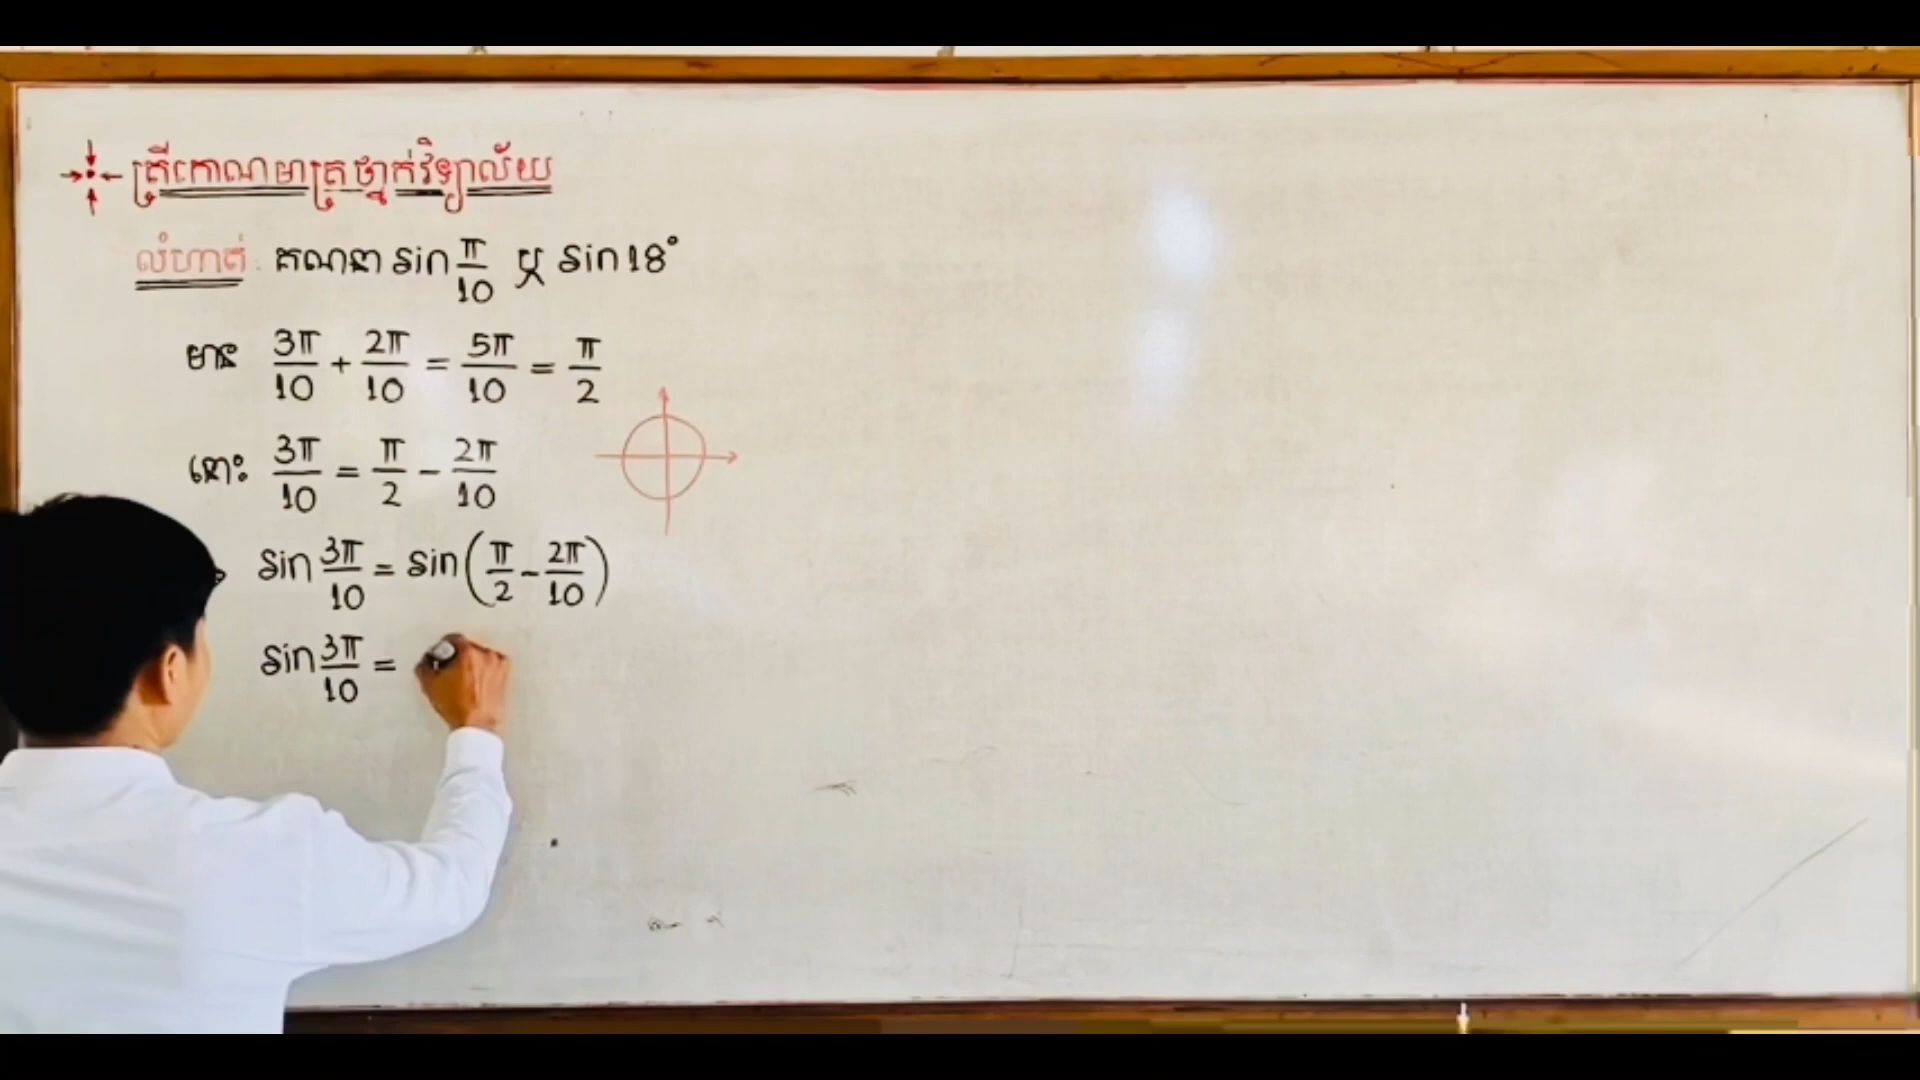 ត្រីកោណមាត្រថ្នាក់វិទ្យាល័យ
លំហាត់ គណនា sin π/10 ឬ sin 18°
មាន 3π/10 + 2π/10 = 5π/10 = π/2
នោះ 3π/10 = π/2 - 2π/10
sin 3π/10 = sin(π/2 - 2π/10)
sin 3π/10 =